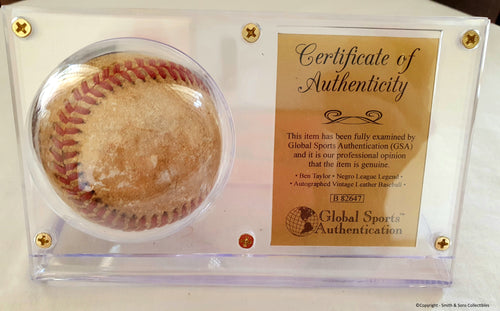 Certificate of
Authenticity
This item has been fully examined by
Global Sports Authentication (GSA)
and it is our professional opinion
that the item is genuine.
• Ben Taylor • Negro League Legend •
• Autographed Vintage Leather Baseball •
B 82647
Global Sports™
Authentication
©Copyright - Smith & Sons Collectibles